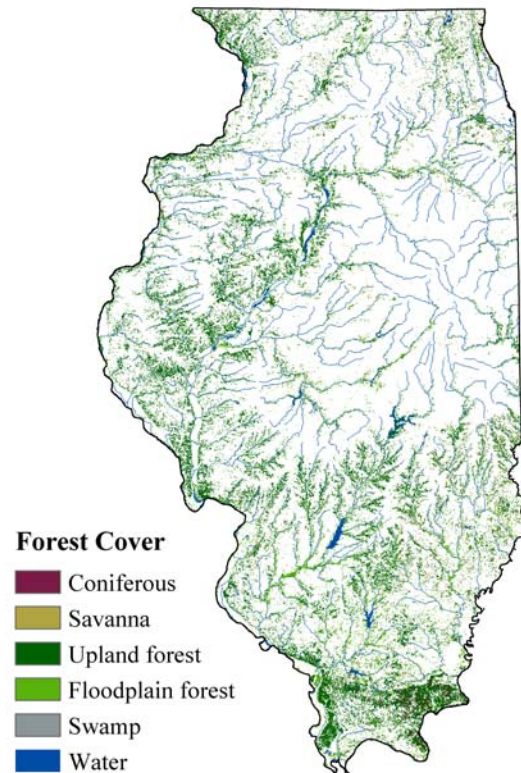 Forest Cover
Coniferous
Savanna
Upland forest
Floodplain forest
Swamp
Water